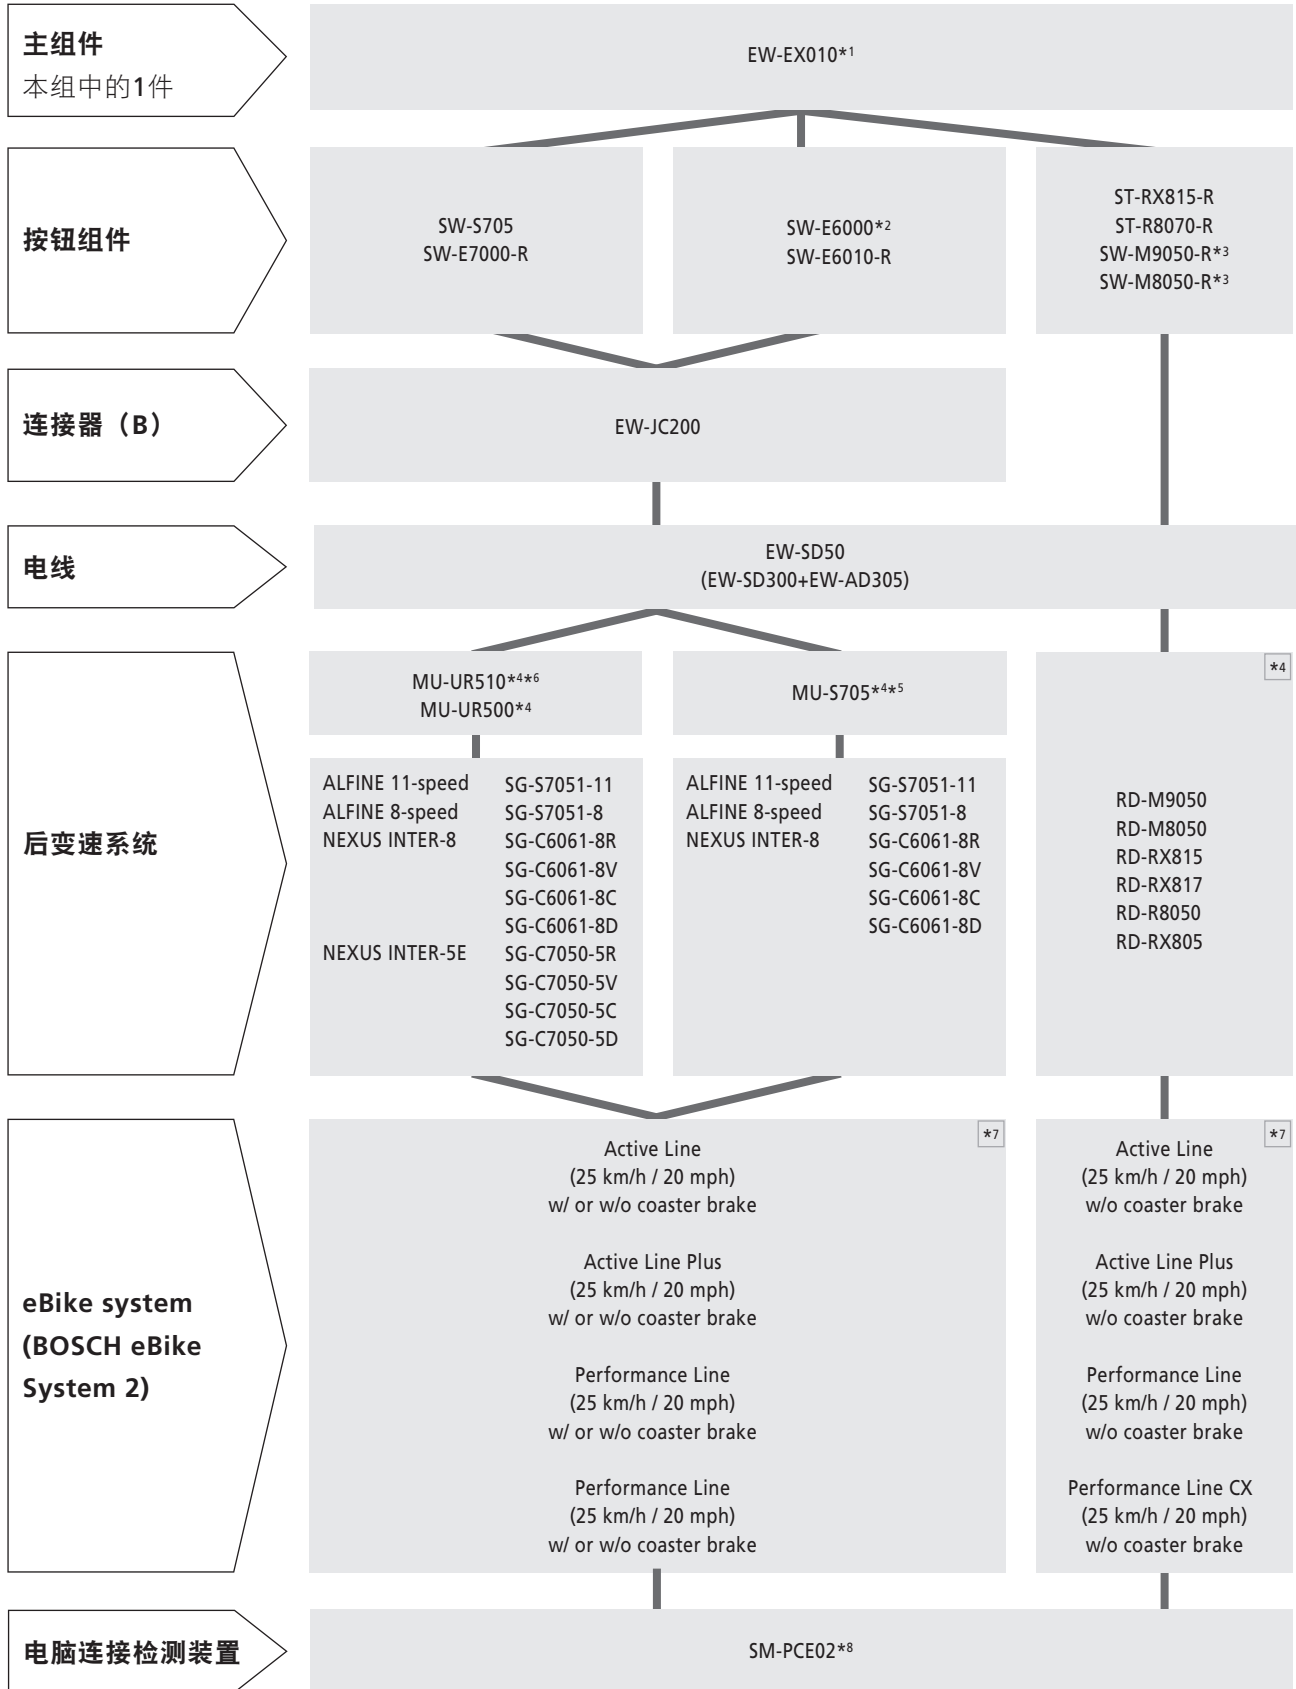 主组件
本组中的1件
EW-EX010*1
按钮组件
SW-S705
SW-E7000-R
SW-E6000*2
SW-E6010-R
ST-RX815-R
ST-R8070-R
SW-M9050-R*3
SW-M8050-R*3
连接器（B）
EW-JC200
电线
EW-SD50
(EW-SD300+EW-AD305)
后变速系统
MU-UR510*4*6
MU-UR500*4
ALFINE 11-speed SG-S7051-11
ALFINE 8-speed SG-S7051-8
NEXUS INTER-8 SG-C6061-8R
SG-C6061-8V
SG-C6061-8C
SG-C6061-8D
NEXUS INTER-5E SG-C7050-5R
SG-C7050-5V
SG-C7050-5C
SG-C7050-5D
MU-S705*4*5
ALFINE 11-speed SG-S7051-11
ALFINE 8-speed SG-S7051-8
NEXUS INTER-8 SG-C6061-8R
SG-C6061-8V
SG-C6061-8C
SG-C6061-8D
*4
RD-M9050
RD-M8050
RD-RX815
RD-RX817
RD-R8050
RD-RX805
eBike system
(BOSCH eBike
System 2)
*7
Active Line
(25 km/h / 20 mph)
w/ or w/o coaster brake
Active Line Plus
(25 km/h / 20 mph)
w/ or w/o coaster brake
Performance Line
(25 km/h / 20 mph)
w/ or w/o coaster brake
Performance Line
(25 km/h / 20 mph)
w/ or w/o coaster brake
*7
Active Line
(25 km/h / 20 mph)
w/o coaster brake
Active Line Plus
(25 km/h / 20 mph)
w/o coaster brake
Performance Line
(25 km/h / 20 mph)
w/o coaster brake
Performance Line CX
(25 km/h / 20 mph)
w/o coaster brake
电脑连接检测装置
SM-PCE02*8